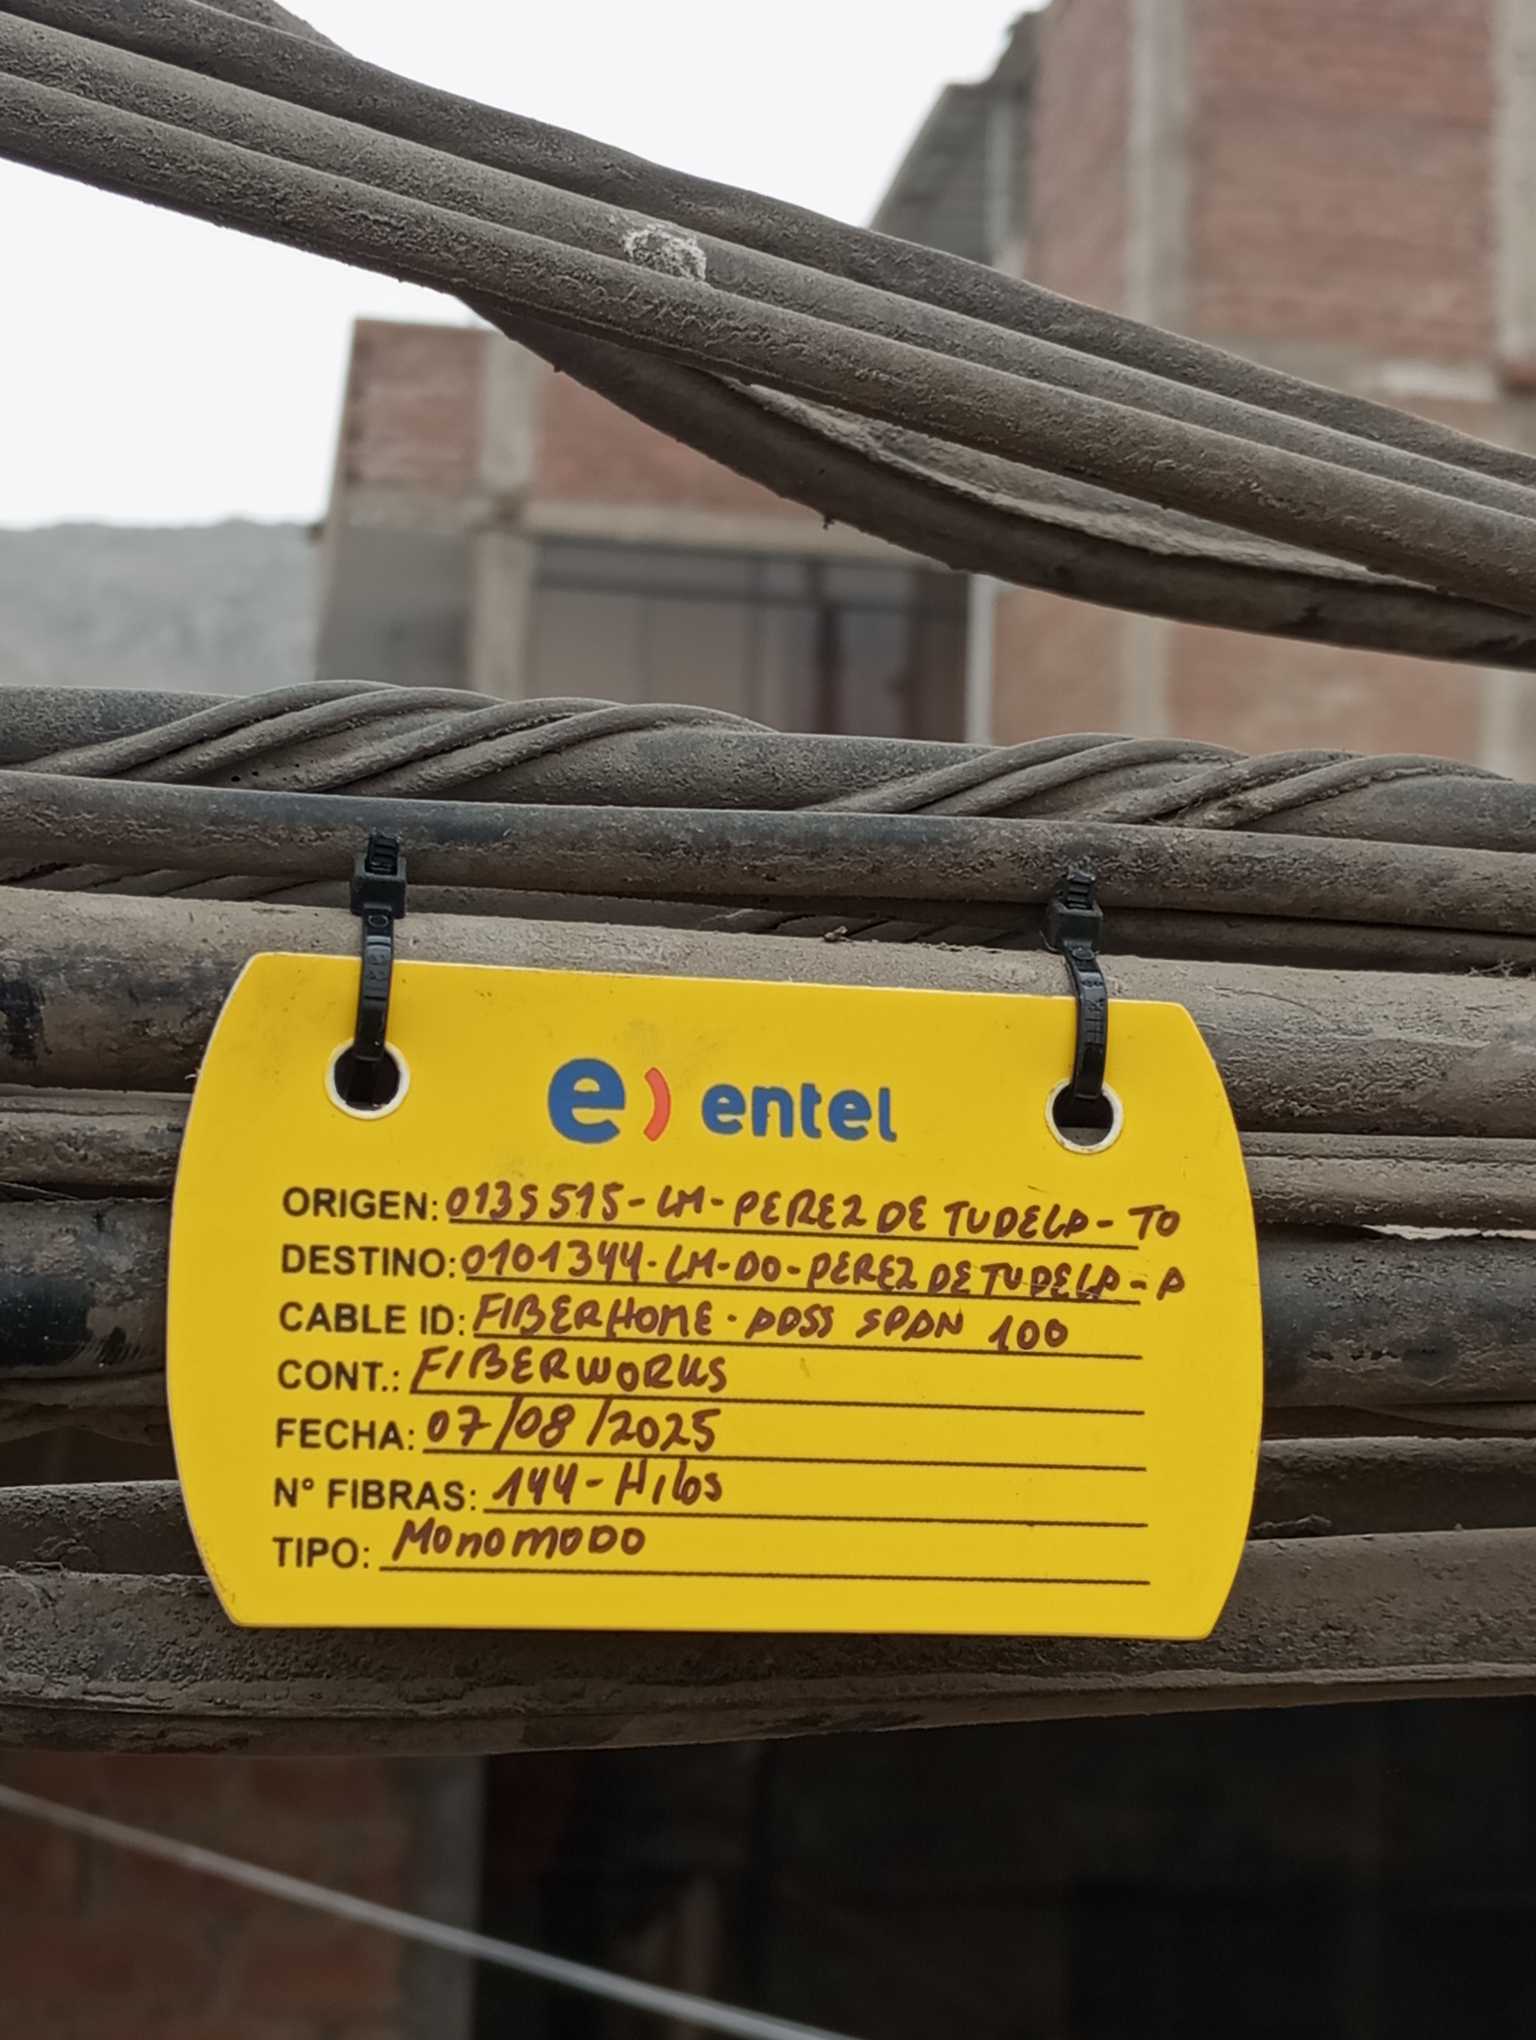 e) entel
ORIGEN: 0135515-LM-PEREZ DE TUDELA-TO
DESTINO: 0101344-LM-DO-PEREZ DE TUDELA-A
CABLE ID: FIBERHOME-ADSS SPAN 100
CONT.: FIBERWORKS
FECHA: 07/08/2025
N° FIBRAS: 144-Hilos
TIPO: MONOMODO